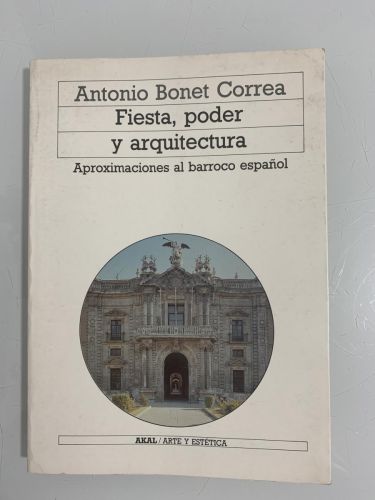 Antonio Bonet Correa
Fiesta, poder
y arquitectura
Aproximaciones al barroco español
AKAL / ARTE Y ESTÉTICA